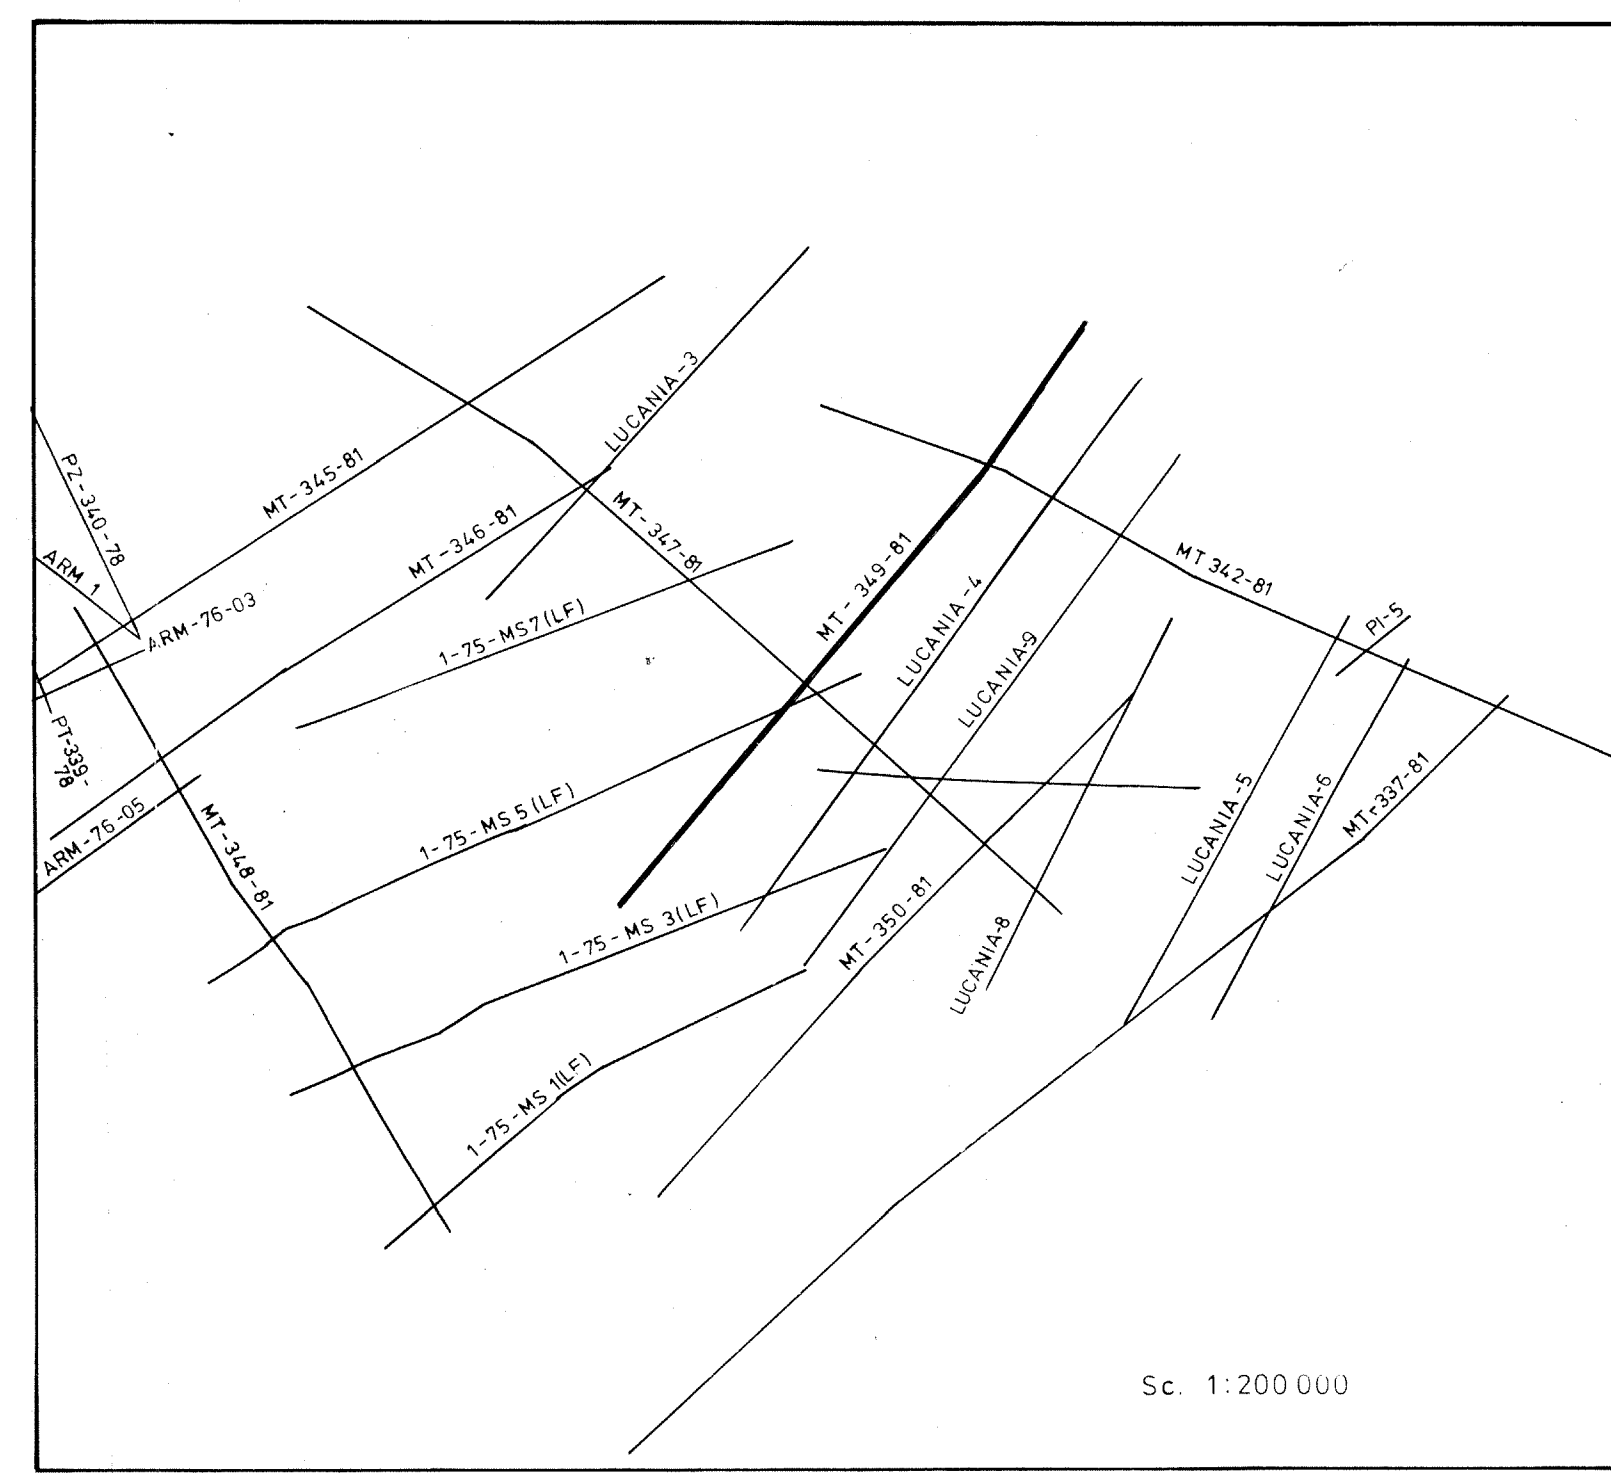 LUCANIA-3
PZ-340-78
MT-345-81
MT-346-81
MT-347-81
ARM 1
ARM-76-03
1-75-MS7(LF)
MT-349-81
LUCANIA-4
LUCANIA-9
MT 342-81
PI-5
PT-339-
78
ARM-76-05
MT-348-81
1-75-MS 5 (LF)
LUCANIA-5
LUCANIA-6
MT-337-81
1-75-MS 3(LF)
MT-350-81
LUCANIA-8
1-75-MS 1(LF)
Sc. 1:200 000